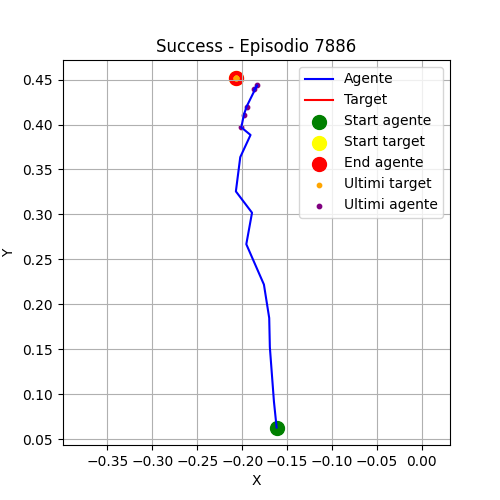 Success - Episodio 7886
Y
0.45
0.40
0.35
0.30
0.25
0.20
0.15
0.10
0.05
Agente
Target
Start agente
Start target
End agente
Ultimi target
Ultimi agente
−0.35 −0.30 −0.25 −0.20 −0.15 −0.10 −0.05 0.00
X